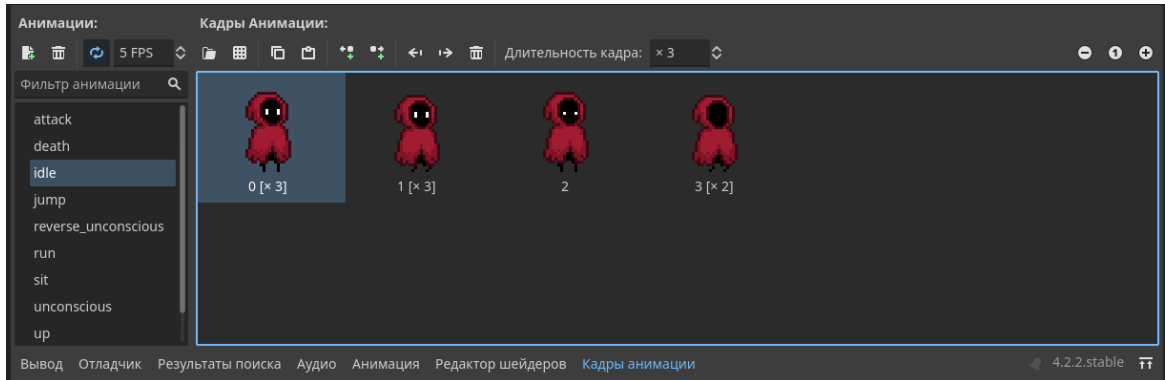 Анимации: Кадры Анимации:
5 FPS Длительность кадра: × 3
Фильтр анимации
attack
death
idle
jump
reverse_unconscious
run
sit
unconscious
up
0 [× 3] 1 [× 3] 2 3 [× 2]
Вывод Отладчик Результаты поиска Аудио Анимация Редактор шейдеров Кадры анимации 4.2.2.stable